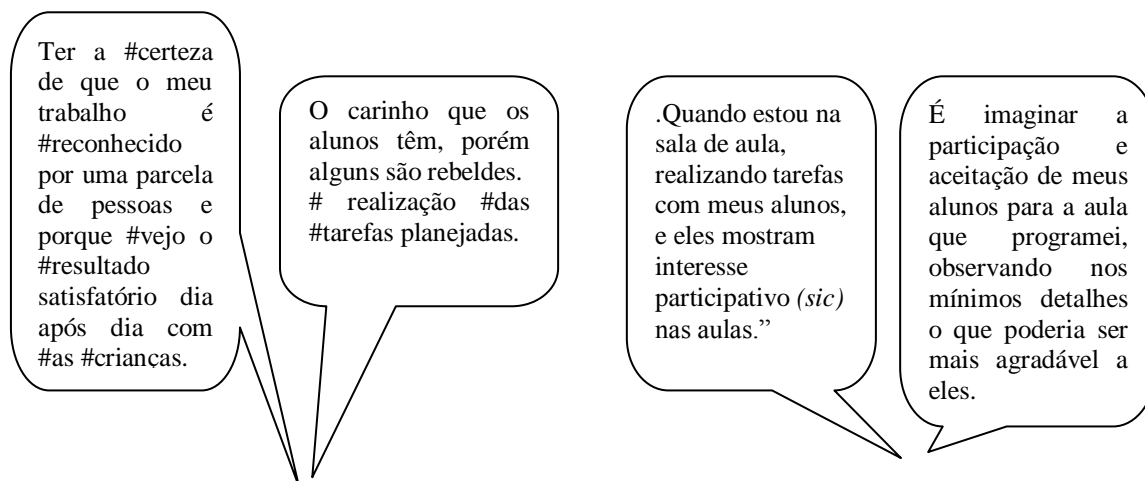 Ter a #certeza
de que o meu
trabalho é
#reconhecido
por uma parcela
de pessoas e
porque #vejo o
#resultado
satisfatório dia
após dia com
#as #crianças.
O carinho que os
alunos têm, porém
alguns são rebeldes.
# realização #das
#tarefas planejadas.
.Quando estou na
sala de aula,
realizando tarefas
com meus alunos,
e eles mostram
interesse
participativo (sic)
nas aulas.”
É imaginar a
participação e
aceitação de meus
alunos para a aula
que programei,
observando nos
mínimos detalhes
o que poderia ser
mais agradável a
eles.